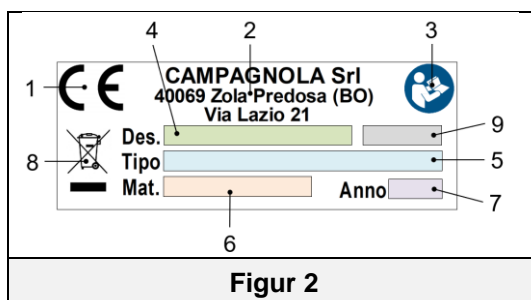 4 2 3
1 CE CAMPAGNOLA Srl
40069 Zola Predosa (BO)
Via Lazio 21
Des. 9
8 Tipo 5
Mat. Anno 7
6
Figur 2